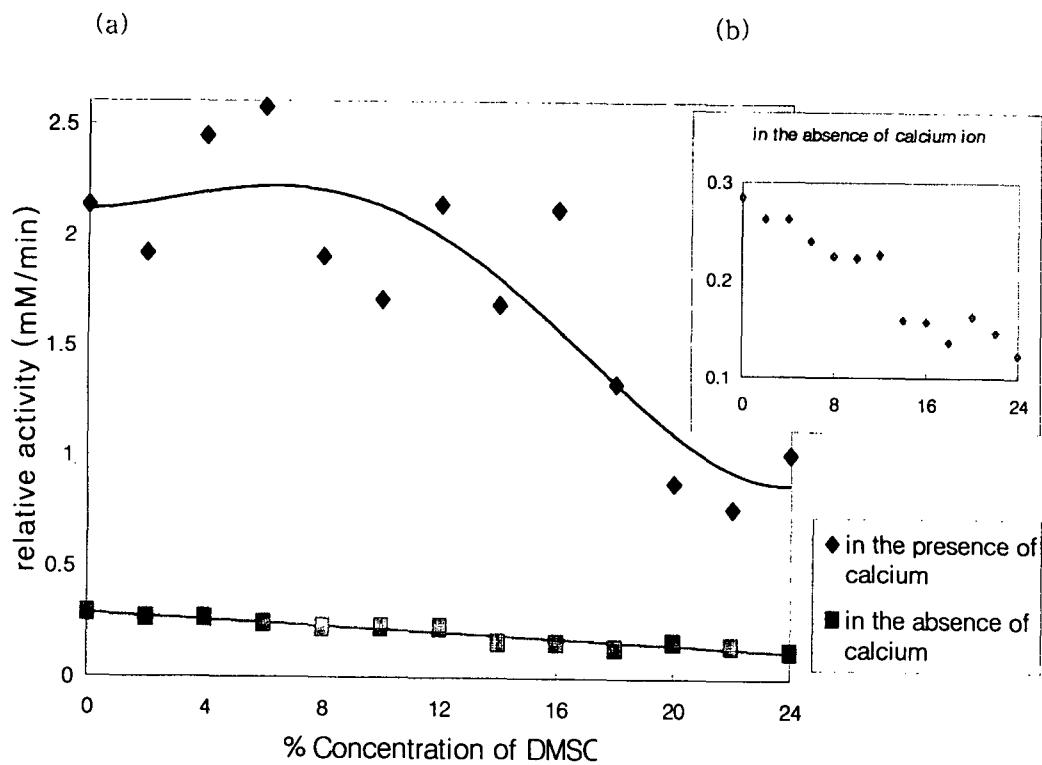 (a)
(b)
2.5
2
1.5
1
0.5
0
relative activity (mM/min)
0 4 8 12 16 20 24
% Concentration of DMSC
in the absence of calcium ion
0.3
0.2
0.1
0 8 16 24
in the presence of
calcium
in the absence of
calcium